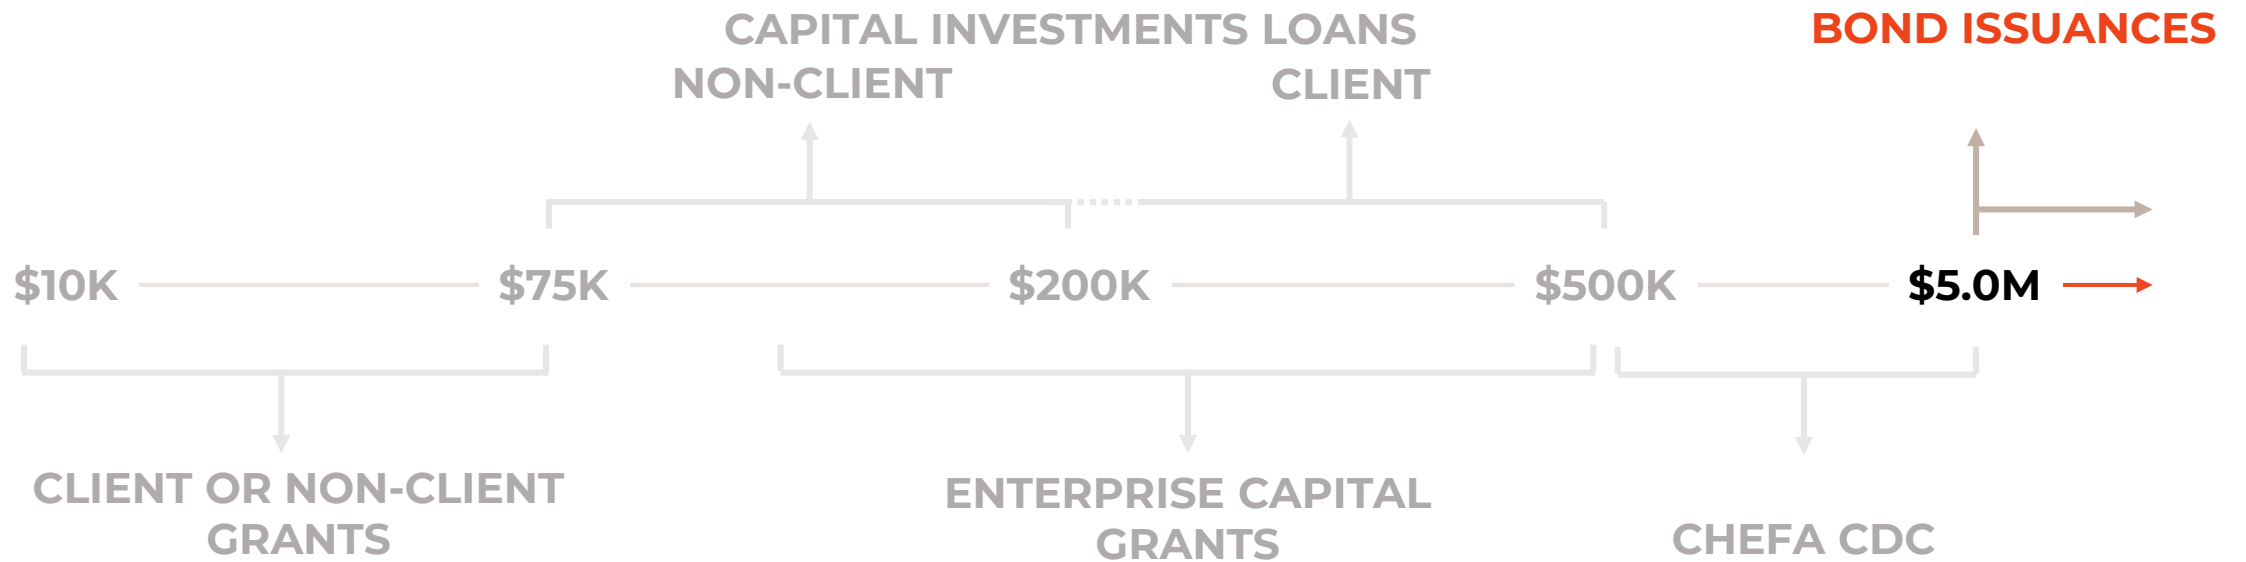 CAPITAL INVESTMENTS LOANS
BOND ISSUANCES
NON-CLIENT
CLIENT
$10K
$75K
$200K
$500K
$5.0M
CLIENT OR NON-CLIENT
GRANTS
ENTERPRISE CAPITAL
GRANTS
CHEFA CDC